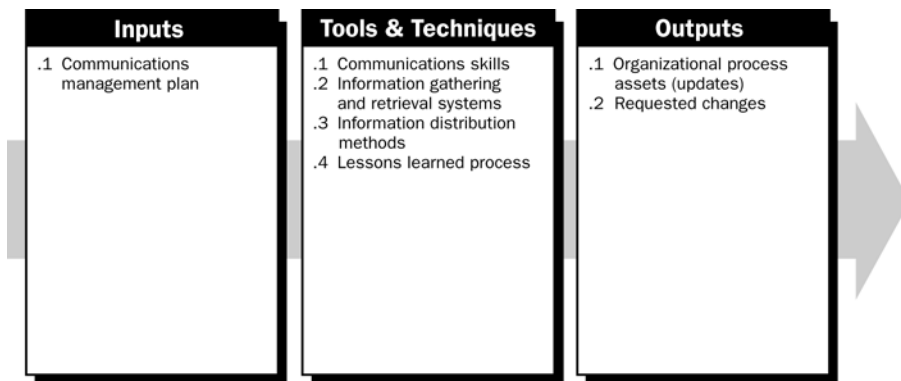 Inputs
.1 Communications
management plan
Tools & Techniques
.1 Communications skills
.2 Information gathering
and retrieval systems
.3 Information distribution
methods
.4 Lessons learned process
Outputs
.1 Organizational process
assets (updates)
.2 Requested changes